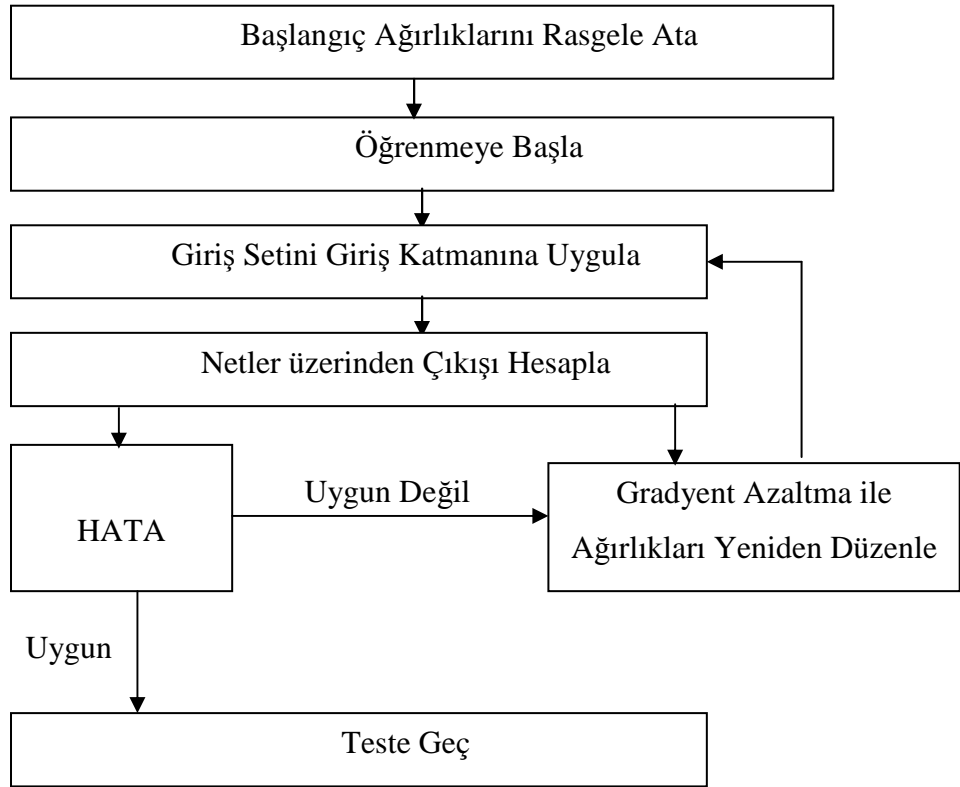 Başlangıç Ağırlıklarını Rasgele Ata
Öğrenmeye Başla
Giriş Setini Giriş Katmanına Uygula
Netler üzerinden Çıkışı Hesapla
HATA
Uygun Değil
Gradyent Azaltma ile
Ağırlıkları Yeniden Düzenle
Uygun
Teste Geç